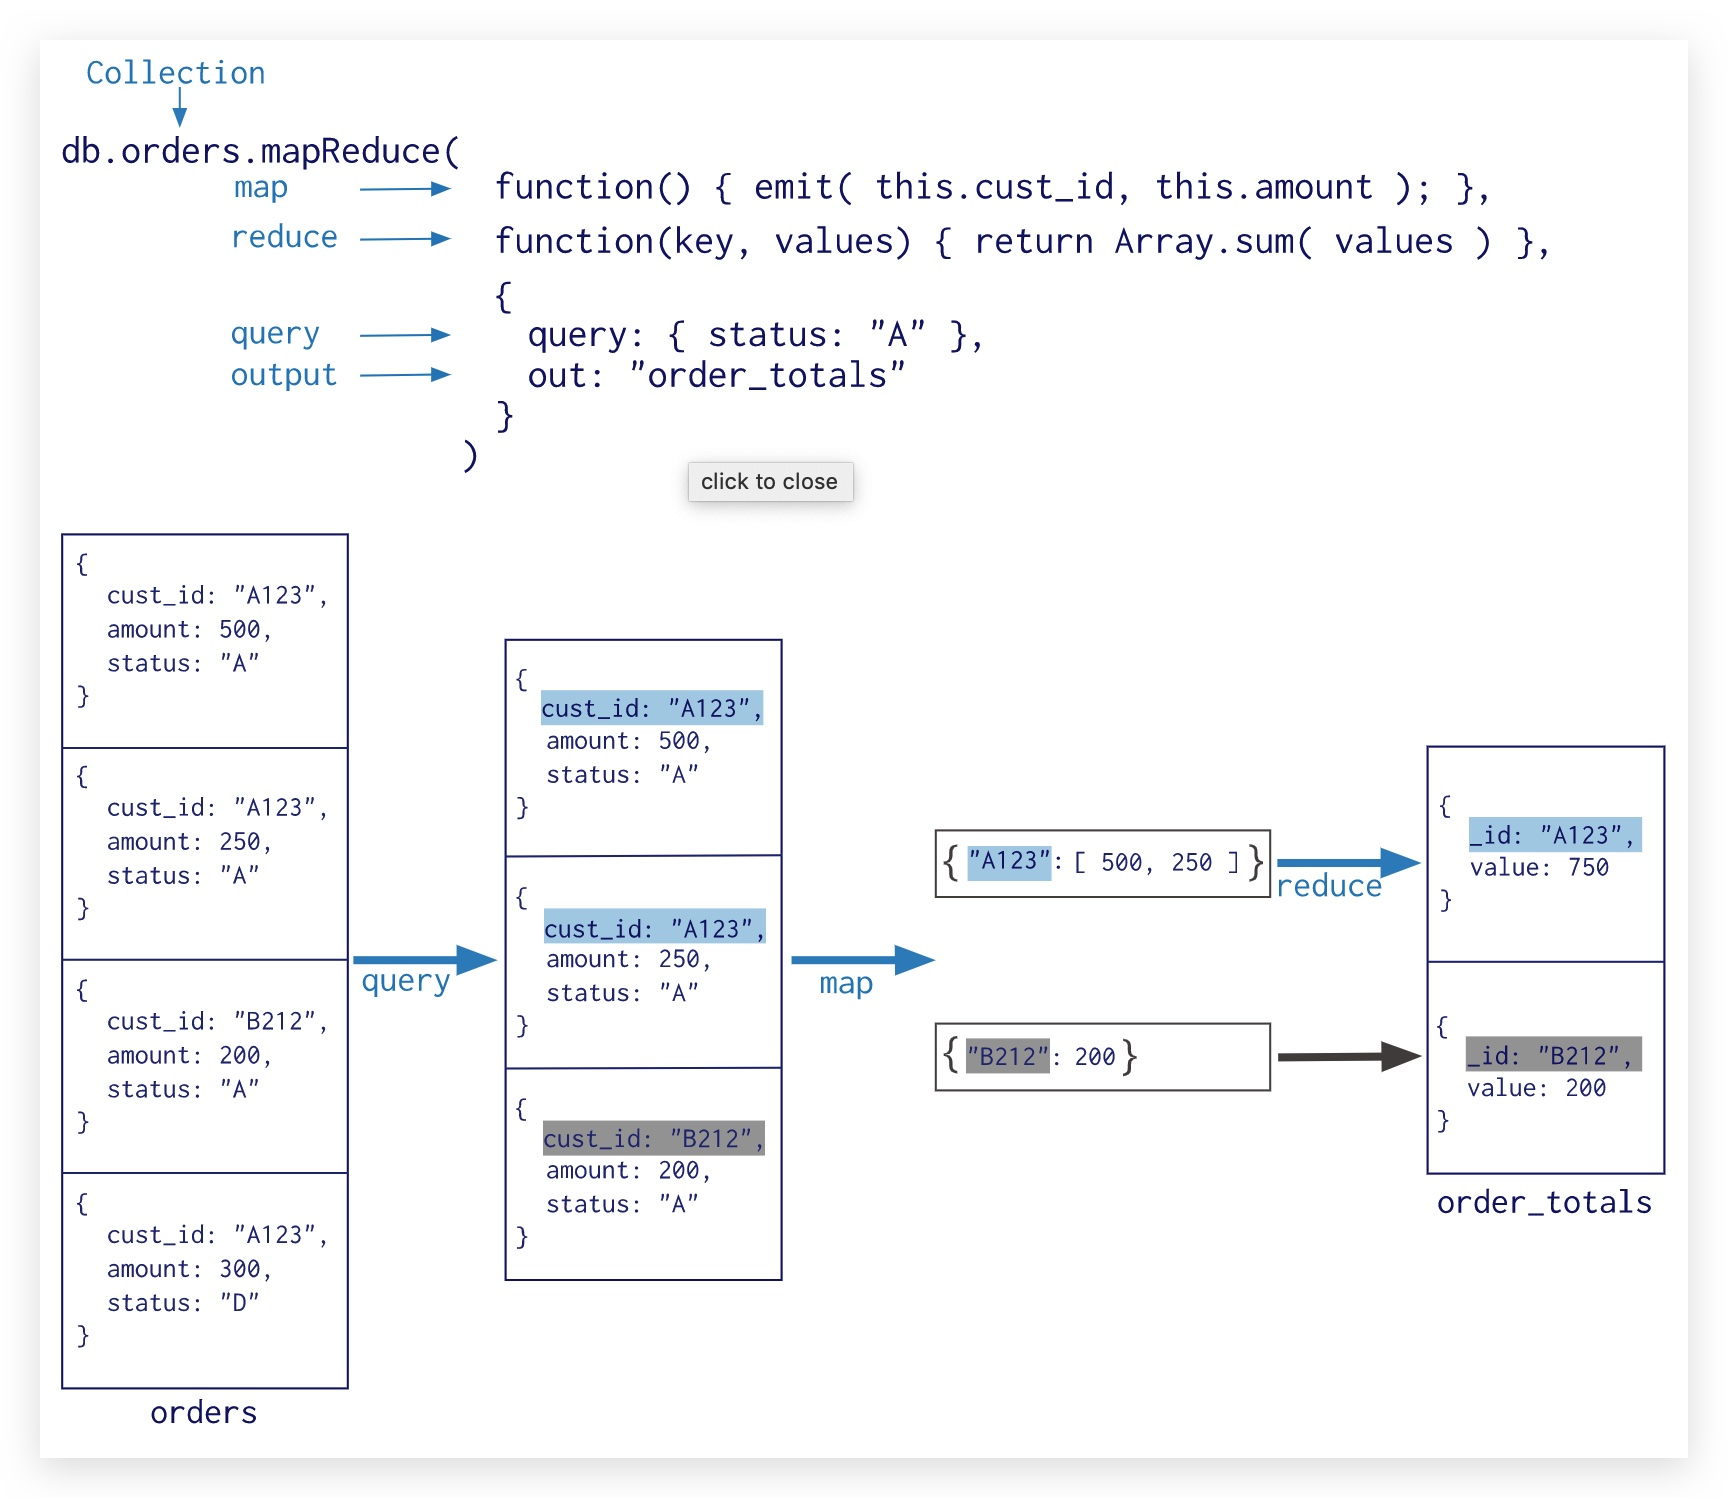 Collection
db.orders.mapReduce(
map
function() { emit( this.cust_id, this.amount ); },
reduce
function(key, values) { return Array.sum( values ) },
{
query
query: { status: "A" },
output
out: "order_totals"
}
)
click to close
{
cust_id: "A123",
amount: 500,
status: "A"
}
{
cust_id: "A123",
amount: 250,
status: "A"
}
{
cust_id: "B212",
amount: 200,
status: "A"
}
{
cust_id: "A123",
amount: 300,
status: "D"
}
orders
query
{
cust_id: "A123",
amount: 500,
status: "A"
}
{
cust_id: "A123",
amount: 250,
status: "A"
}
{
cust_id: "B212",
amount: 200,
status: "A"
}
map
{ "A123": [ 500, 250 ] }
reduce
{ "B212": 200 }
{
_id: "A123",
value: 750
}
{
_id: "B212",
value: 200
}
order_totals